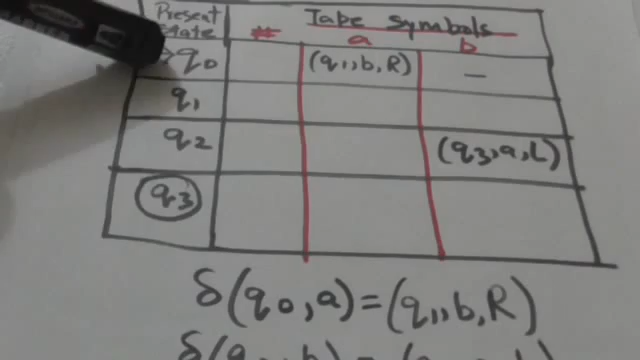 Present Tape symbols
state # a b
→q0 (q1,b,R) —
q1
q2 (q3,a,L)
q3
δ(q0,a)=(q1,b,R)